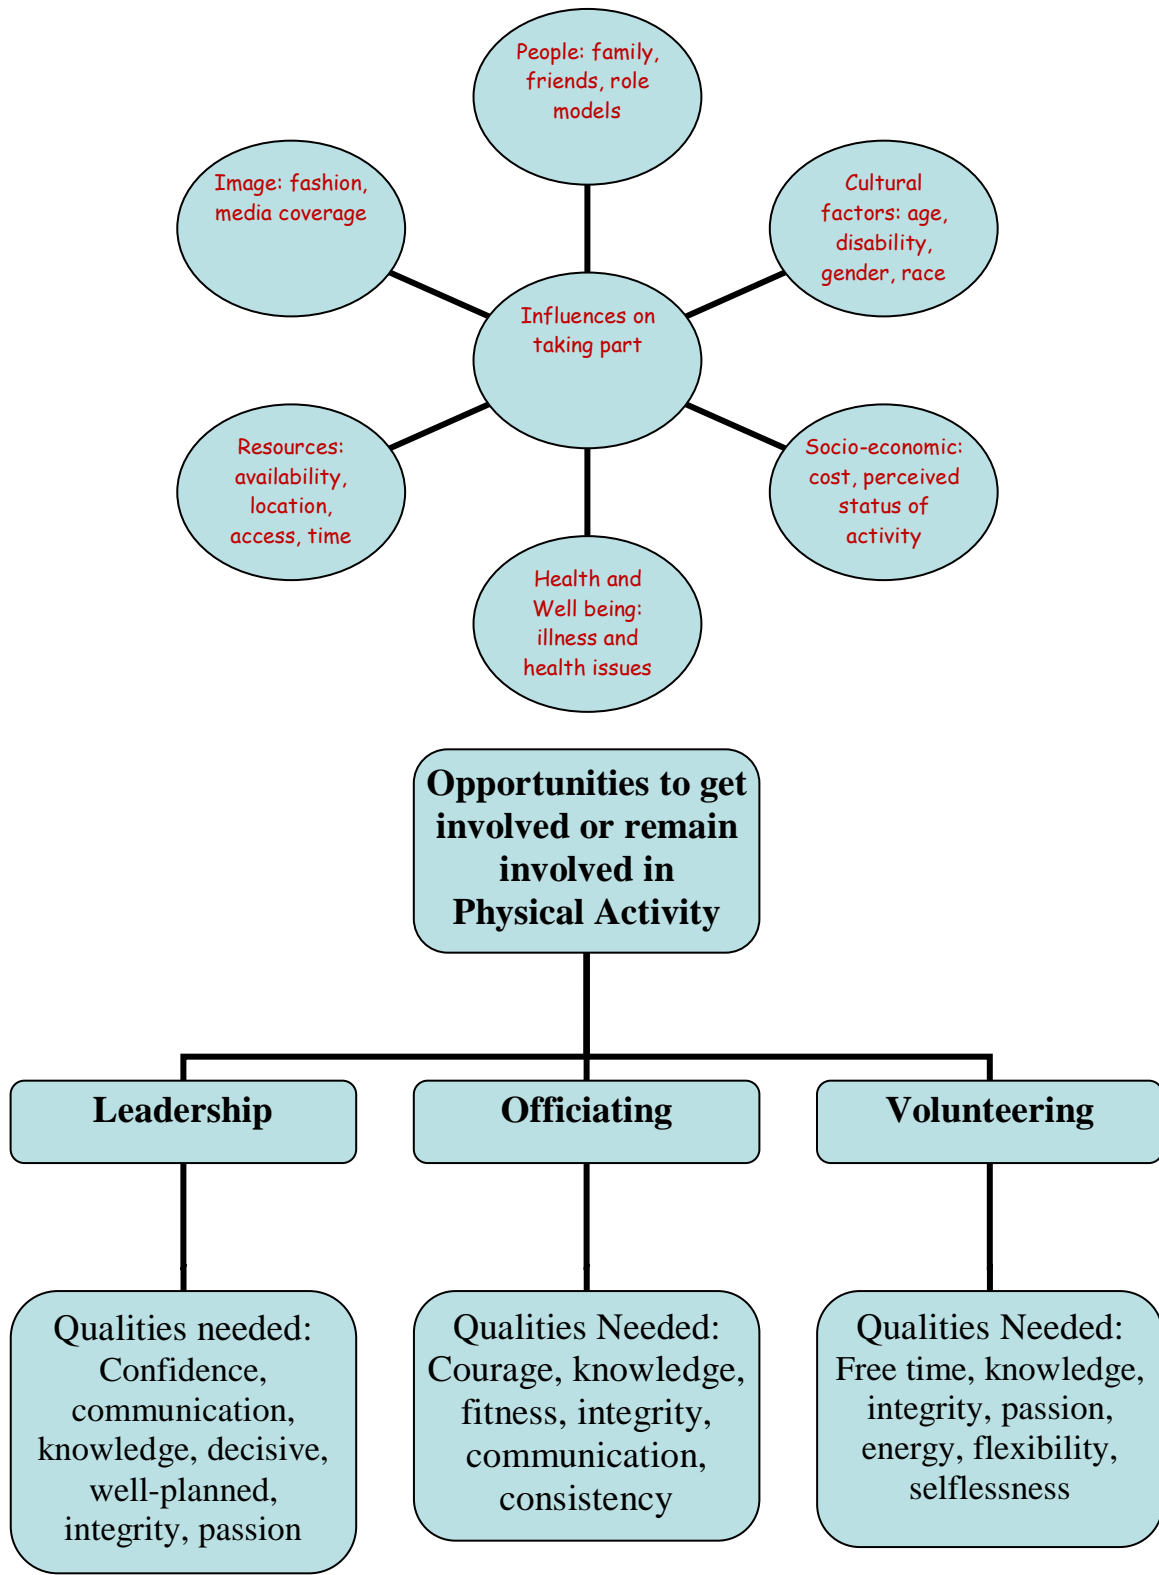 People: family,
friends, role
models
Image: fashion,
media coverage
Cultural
factors: age,
disability,
gender, race
Influences on
taking part
Resources:
availability,
location,
access, time
Socio-economic:
cost, perceived
status of
activity
Health and
Well being:
illness and
health issues
Opportunities to get
involved or remain
involved in
Physical Activity
Leadership
Officiating
Volunteering
Qualities needed:
Confidence,
communication,
knowledge, decisive,
well-planned,
integrity, passion
Qualities Needed:
Courage, knowledge,
fitness, integrity,
communication,
consistency
Qualities Needed:
Free time, knowledge,
integrity, passion,
energy, flexibility,
selflessness